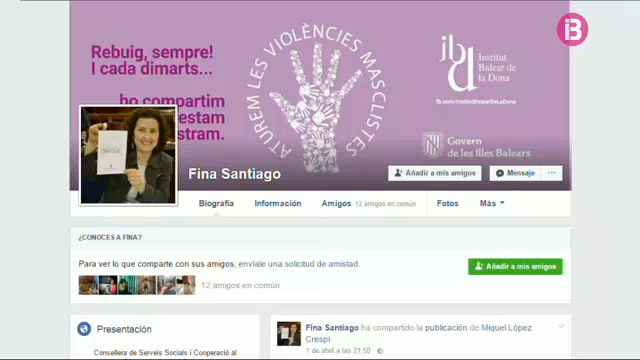 Rebuig, sempre!
I cada dimarts...
ho compartim
estam
stram.
ATUREM LES VIOLÈNCIES MASCLISTES
Institut
Balear de
la Dona
fb.com/InstitutBalearDeLaDona
Govern
de les Illes Balears
Fina Santiago
Añadir a mis amigos
Mensaje
Biografía
Información
Amigos 12 amigos en común
Fotos
Más
¿CONOCES A FINA?
Para ver lo que comparte con sus amigos, envíale una solicitud de amistad.
Añadir a mis amigos
12 amigos en común
Presentación
Consellera de Serveis Socials i Cooperació al
Fina Santiago ha compartido la publicación de Miquel López
Crespí
1 de abril a las 21:50